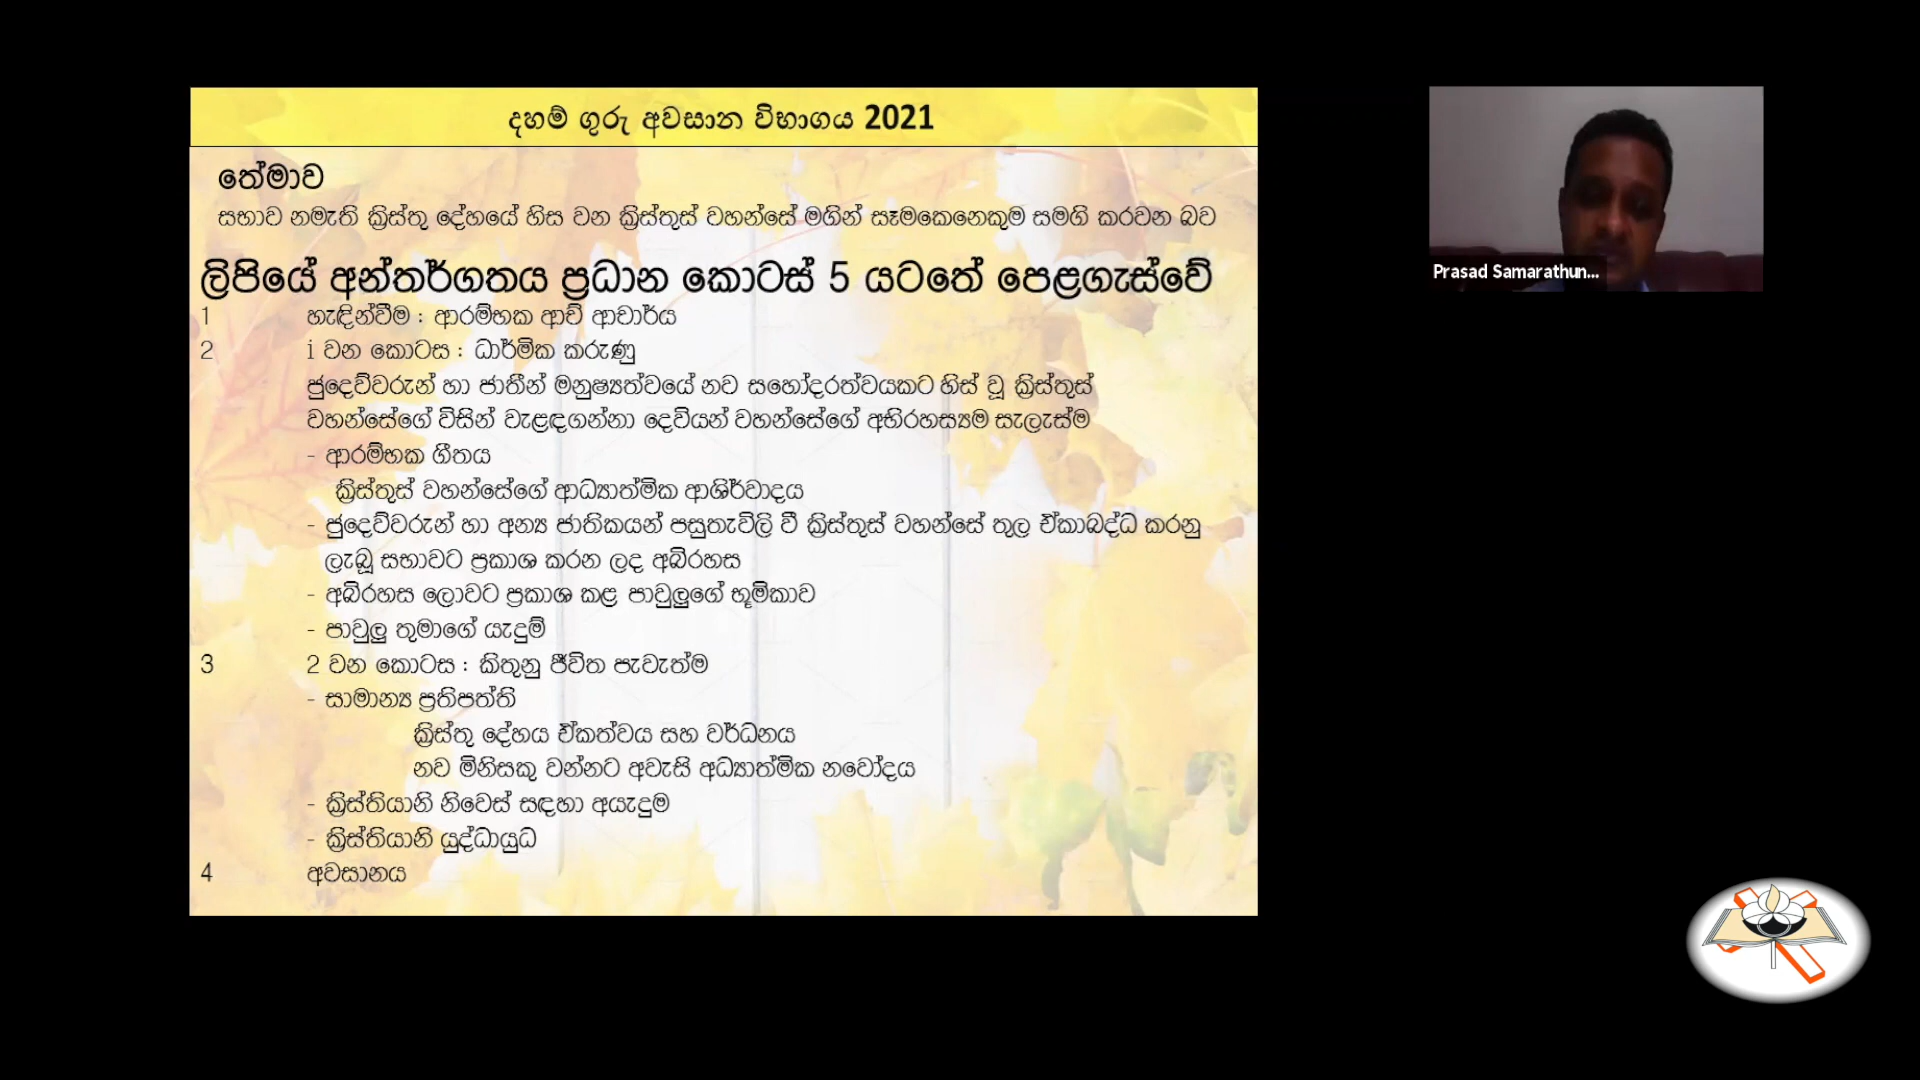 දහම් ගුරු අවසාන විභාගය 2021
තේමාව
සභාව නමැති ක්‍රිස්තු දේහයේ හිස වන ක්‍රිස්තුස් වහන්සේ මගින් සෑමකෙනෙකුම සමගි කරවන බව
ලිපියේ අන්තර්ගතය ප්‍රධාන කොටස් 5 යටතේ පෙළගැස්වේ
1 හැඳින්වීම : ආරම්භක ආච් ආචාර්ය
2 i වන කොටස : ධාර්මික කරුණු
ජුදෙව්වරුන් හා ජාතීන් මනුෂ්‍යත්වයේ නව සහෝදරත්වයකට හිස් වූ ක්‍රිස්තුස්
වහන්සේගේ විසින් වැළඳගන්නා දෙවියන් වහන්සේගේ අභිරහස්‍යම සැලැස්ම
- ආරම්භක ගීතය
ක්‍රිස්තුස් වහන්සේගේ ආධ්‍යාත්මික ආශිර්වාදය
- ජුදෙව්වරුන් හා අන්‍ය ජාතිකයන් පසුතැවිලි වී ක්‍රිස්තුස් වහන්සේ තුල ඒකාබද්ධ කරනු
ලැබූ සභාවට ප්‍රකාශ කරන ලද අබිරහස
- අබිරහස ලොවට ප්‍රකාශ කළ පාවුලුගේ භූමිකාව
- පාවුලු තුමාගේ යැදුම්
3 2 වන කොටස : කිතුනු ජීවිත පැවැත්ම
- සාමාන්‍ය ප්‍රතිපත්ති
ක්‍රිස්තු දේහය ඒකත්වය සහ වර්ධනය
නව මිනිසකු වන්නට අවැසි අධ්‍යාත්මික නවෝදය
- ක්‍රිස්තියානි නිවෙස් සඳහා අයැදුම
- ක්‍රිස්තියානි යුද්ධායුධ
4 අවසානය
Prasad Samarathun...